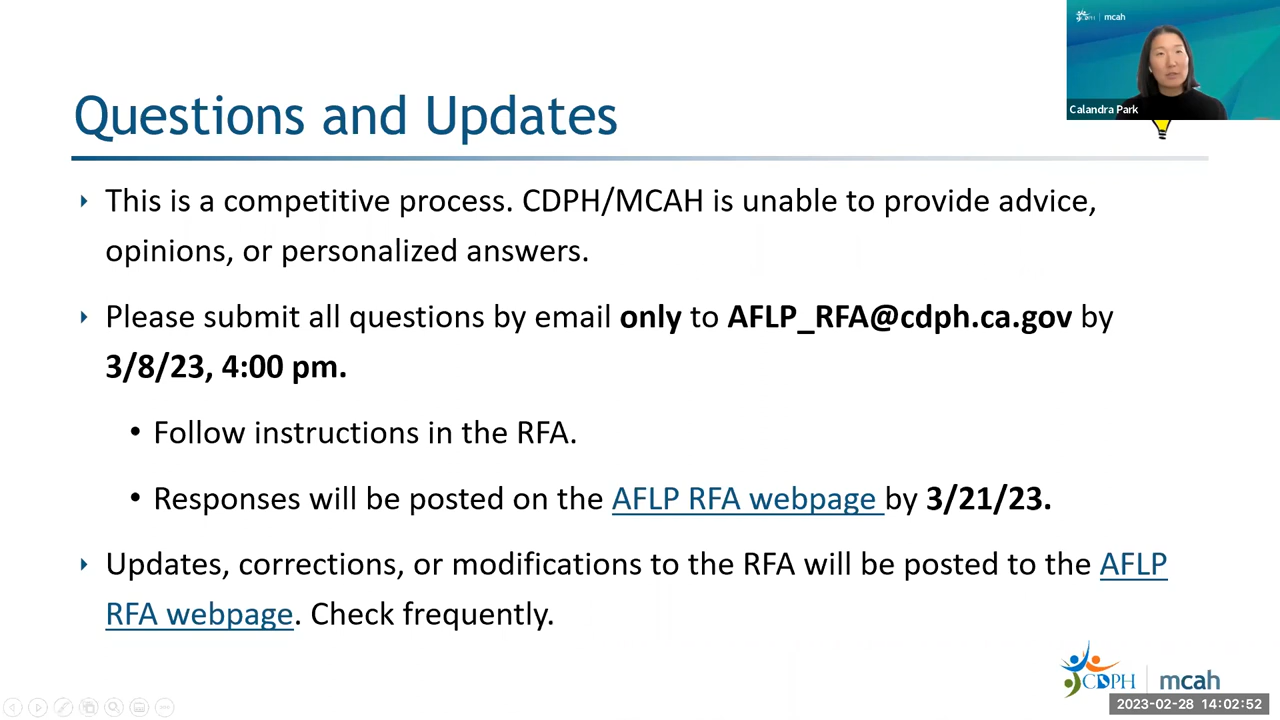 CDPH | mcah
Calandra Park
Questions and Updates
This is a competitive process. CDPH/MCAH is unable to provide advice,
opinions, or personalized answers.
Please submit all questions by email only to AFLP_RFA@cdph.ca.gov by
3/8/23, 4:00 pm.
• Follow instructions in the RFA.
• Responses will be posted on the AFLP RFA webpage by 3/21/23.
Updates, corrections, or modifications to the RFA will be posted to the AFLP
RFA webpage. Check frequently.
CDPH | mcah
2023-02-28 14:02:52